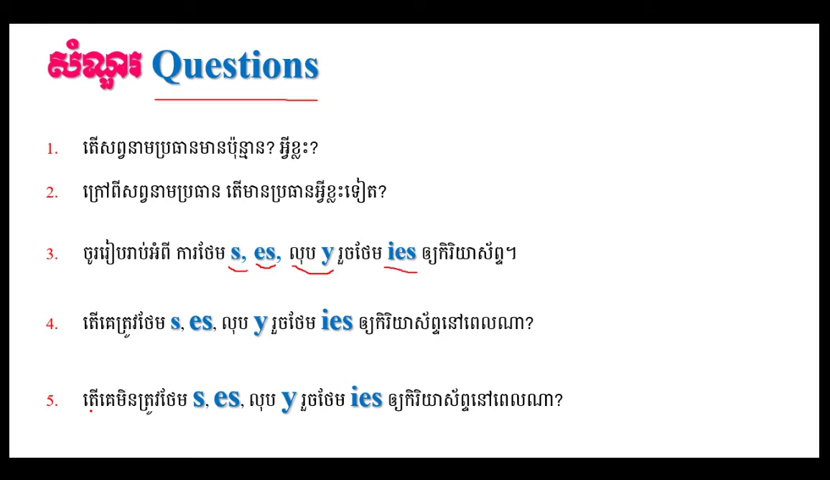 សំណួរ Questions
1. តើសព្វនាមប្រធានមានប៉ុន្មាន? អ្វីខ្លះ?
2. ក្រៅពីសព្វនាមប្រធាន តើមានប្រធានអ្វីខ្លះទៀត?
3. ចូររៀបរាប់អំពី ការថែម s, es, លុប y រួចថែម ies ឲ្យកិរិយាស័ព្ទ។
4. តើគេត្រូវថែម s, es, លុប y រួចថែម ies ឲ្យកិរិយាស័ព្ទនៅពេលណា?
5. តើគេមិនត្រូវថែម s, es, លុប y រួចថែម ies ឲ្យកិរិយាស័ព្ទនៅពេលណា?